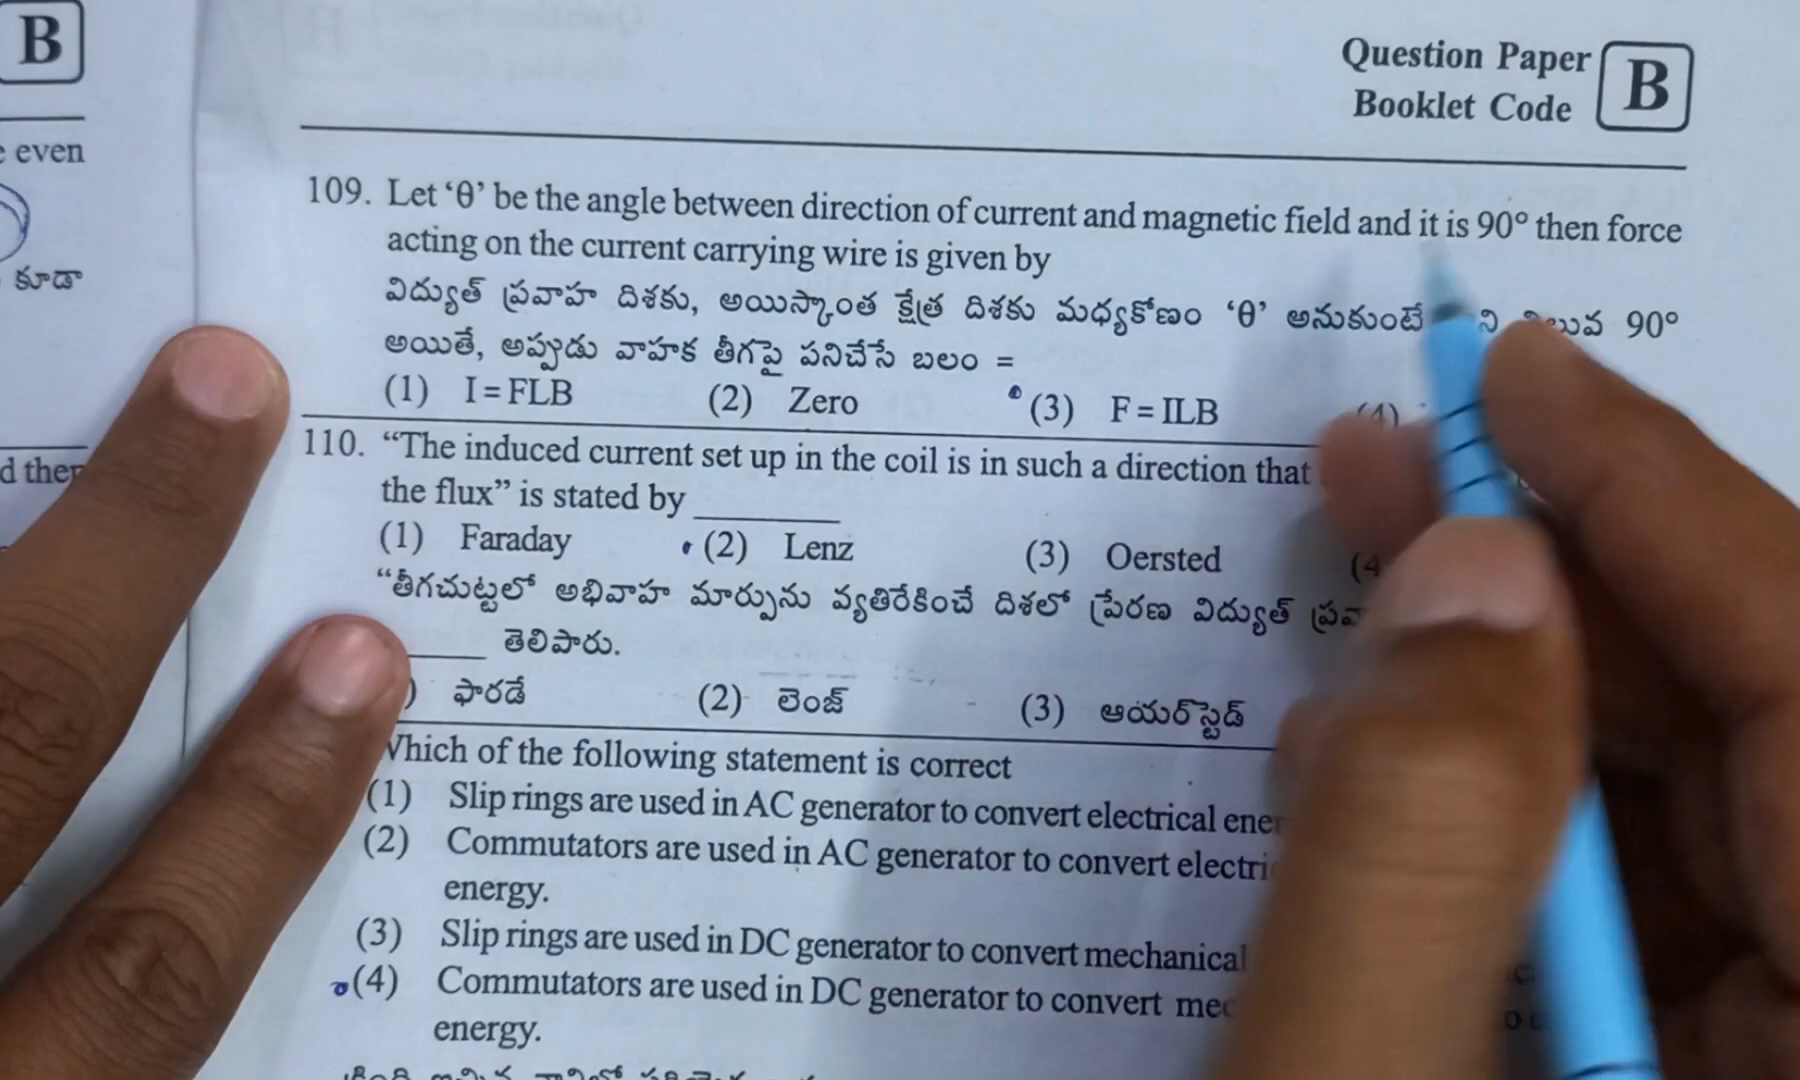 B
even
కూడా
Question Paper
Booklet Code
B
109. Let ‘θ’ be the angle between direction of current and magnetic field and it is 90° then force
acting on the current carrying wire is given by
విద్యుత్ ప్రవాహ దిశకు, అయిస్కాంత క్షేత్ర దిశకు మధ్యకోణం ‘θ’ అనుకుంటే 90°
అయితే, అప్పుడు వాహక తీగపై పనిచేసే బలం =
(1) I = FLB (2) Zero (3) F = ILB (4)
110. “The induced current set up in the coil is in such a direction that
the flux” is stated by ______
(1) Faraday (2) Lenz (3) Oersted (4
“తీగచుట్టలో అభివాహ మార్పును వ్యతిరేకించే దిశలో ప్రేరణ విద్యుత్
_____ తెలిపారు.
) ఫారడే (2) లెంజ్ (3) ఆయర్‌స్టెడ్
Which of the following statement is correct
(1) Slip rings are used in AC generator to convert electrical
(2) Commutators are used in AC generator to convert
energy.
(3) Slip rings are used in DC generator to convert mechanical
(4) Commutators are used in DC generator to convert
energy.